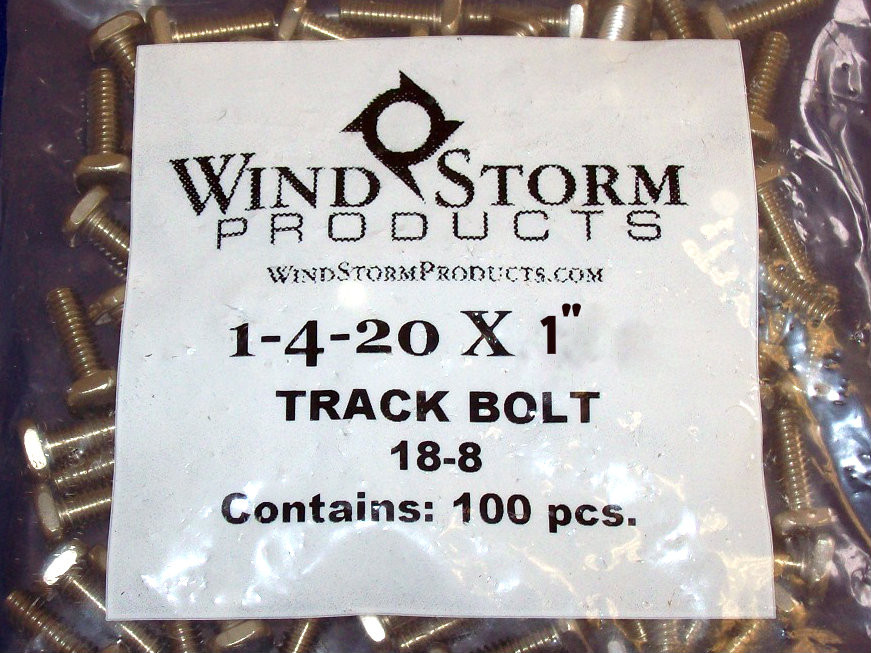 WIND STORM
PRODUCTS
WINDSTORMPRODUCTS.COM
1-4-20 X 1"
TRACK BOLT
18-8
Contains: 100 pcs.